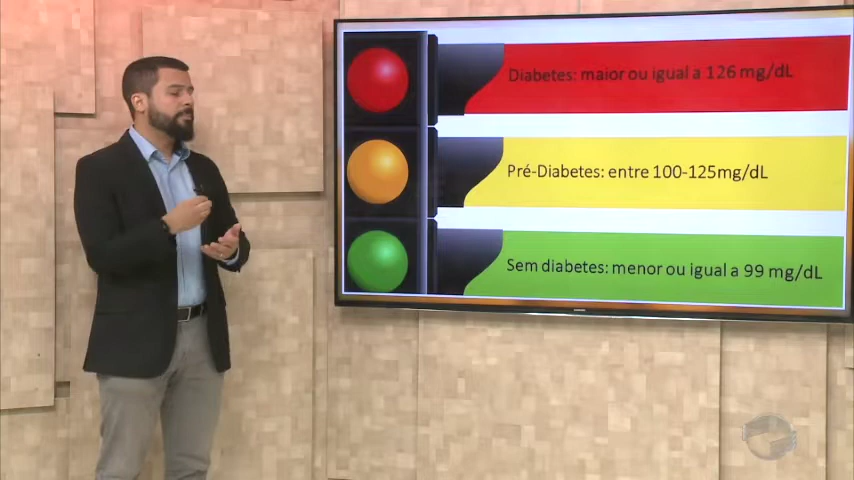 Diabetes: maior ou igual a 126 mg/dL
Pré-Diabetes: entre 100-125mg/dL
Sem diabetes: menor ou igual a 99 mg/dL